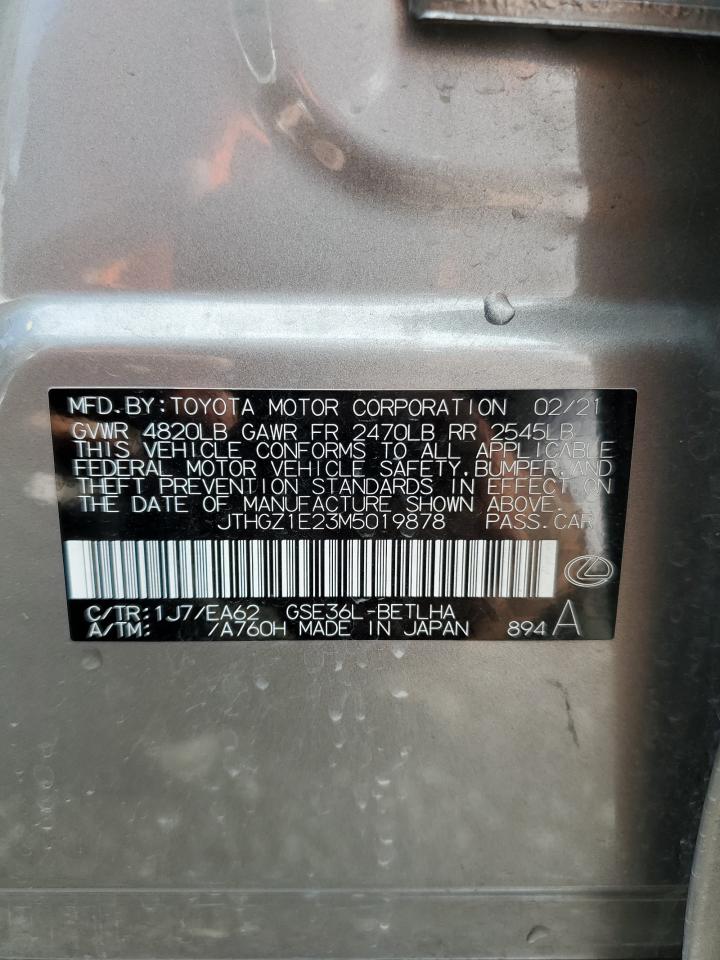 MFD.BY:TOYOTA MOTOR CORPORATION 02/21
GVWR 4820LB GAWR FR 2470LB RR 2545LB
THIS VEHICLE CONFORMS TO ALL APPLICABLE
FEDERAL MOTOR VEHICLE SAFETY,BUMPER,AND
THEFT PREVENTION STANDARDS IN EFFECT ON
THE DATE OF MANUFACTURE SHOWN ABOVE.
JTHGZ1E23M5019878 PASS.CAR
C/TR:1J7/EA62 GSE36L-BETLHA
A/TM: /A760H MADE IN JAPAN 894 A